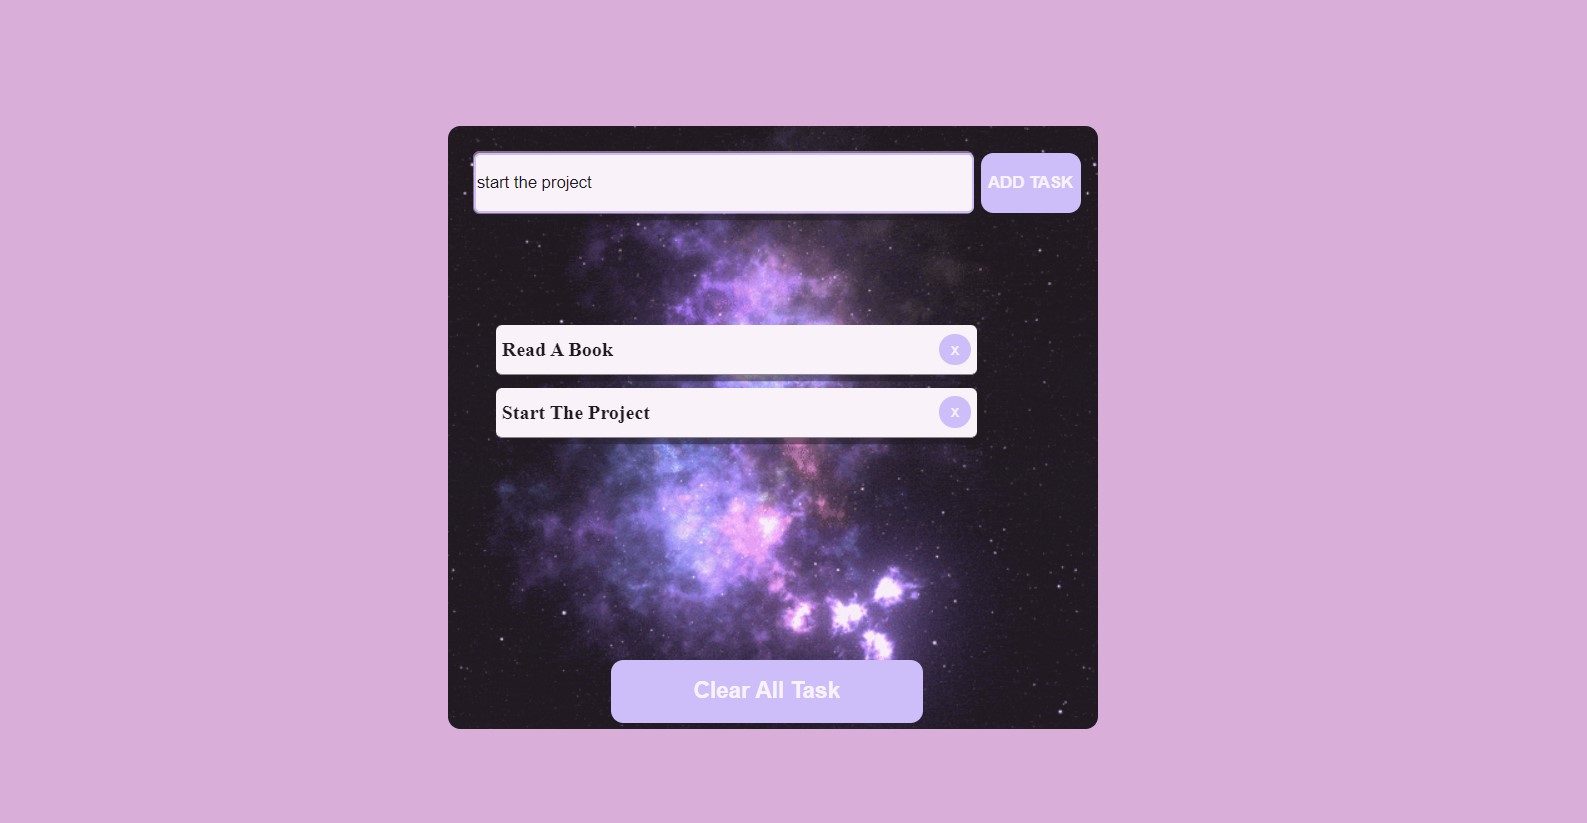 start the project
ADD TASK
Read A Book
x
Start The Project
x
Clear All Task